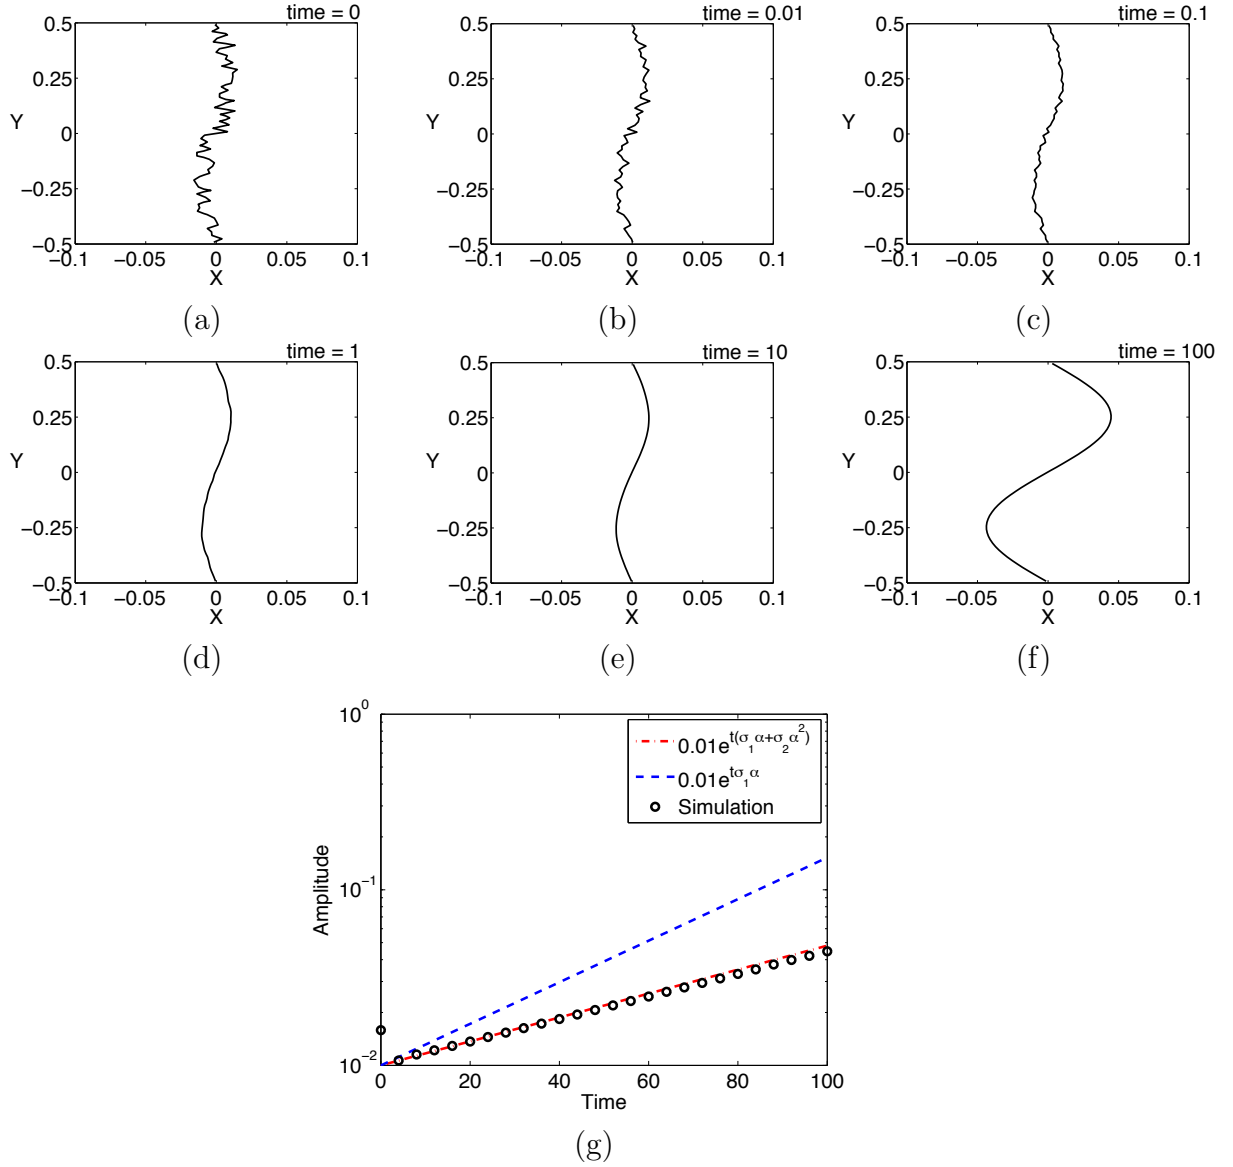 time = 0
time = 0.01
time = 0.1
0.5
0.25
Y
0
−0.25
−0.5
−0.1 −0.05 0 0.05 0.1
X
0.5
0.25
Y
0
−0.25
−0.5
−0.1 −0.05 0 0.05 0.1
X
0.5
0.25
Y
0
−0.25
−0.5
−0.1 −0.05 0 0.05 0.1
X
(a)
(b)
(c)
time = 1
time = 10
time = 100
0.5
0.25
Y
0
−0.25
−0.5
−0.1 −0.05 0 0.05 0.1
X
0.5
0.25
Y
0
−0.25
−0.5
−0.1 −0.05 0 0.05 0.1
X
0.5
0.25
Y
0
−0.25
−0.5
−0.1 −0.05 0 0.05 0.1
X
(d)
(e)
(f)
10⁰
10⁻¹
10⁻²
Amplitude
0.01e^{t(σ₁α+σ₂α²)}
0.01e^{tσ₁α}
Simulation
0 20 40 60 80 100
Time
(g)